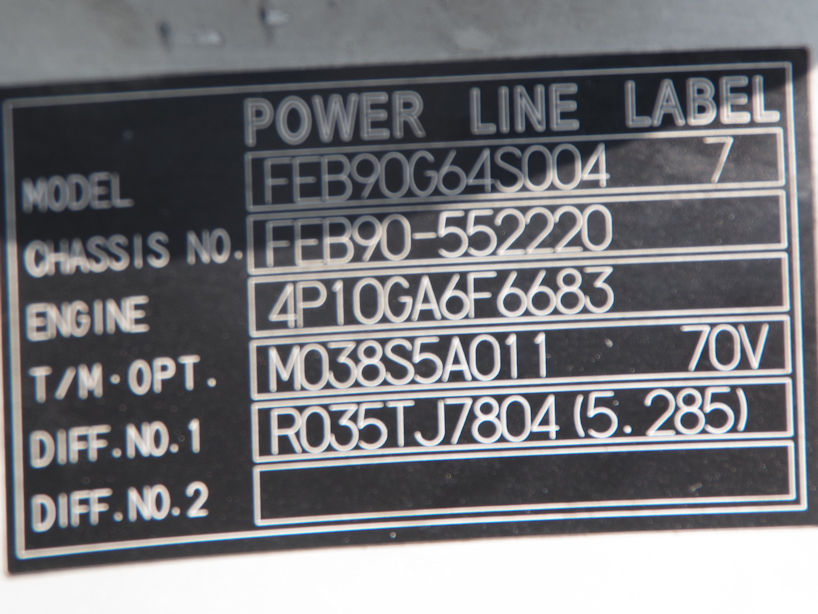 POWER LINE LABEL
MODEL FEB90G64S004 7
CHASSIS NO. FEB90-552220
ENGINE 4P10GA6F6683
T/M·OPT. M038S5A011 70V
DIFF.NO.1 R035TJ7804(5.285)
DIFF.NO.2